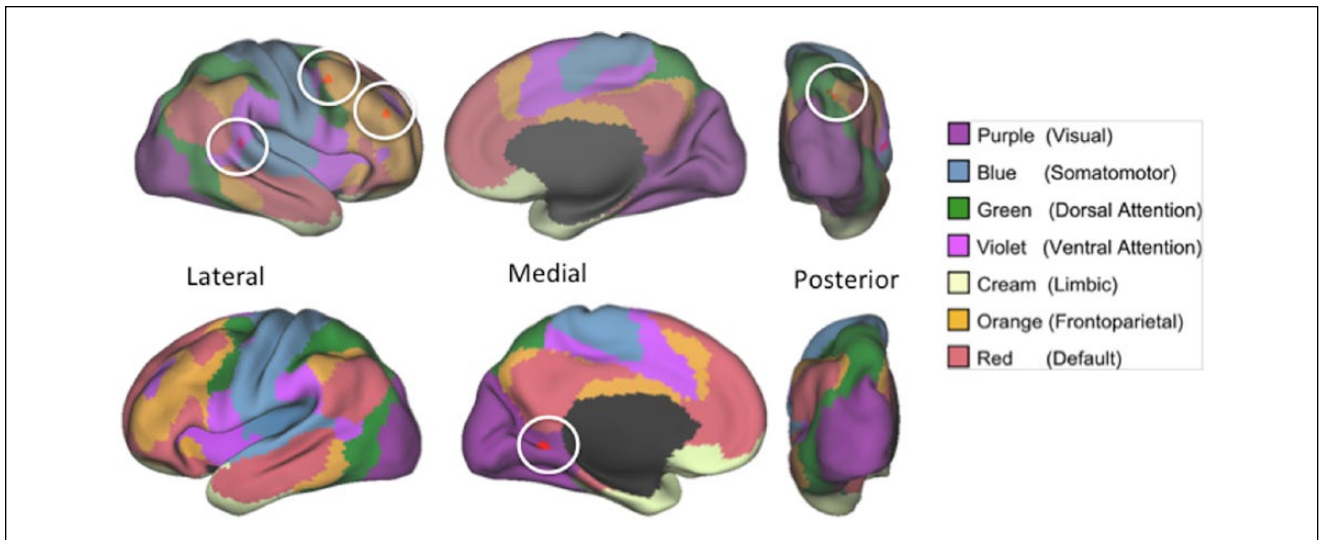 Lateral
Medial
Posterior
Purple (Visual)
Blue (Somatomotor)
Green (Dorsal Attention)
Violet (Ventral Attention)
Cream (Limbic)
Orange (Frontoparietal)
Red (Default)